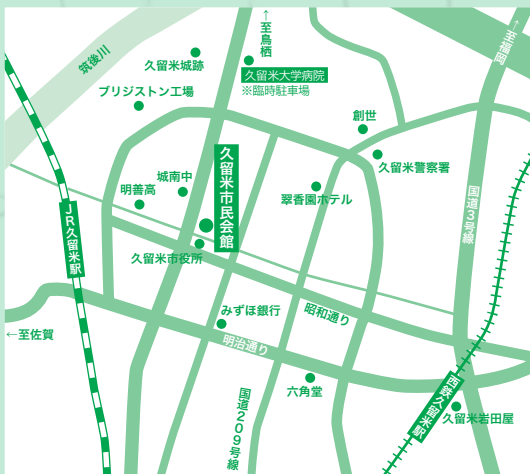 ←至鳥栖
←至福岡
筑後川
久留米城跡
久留米大学病院
※臨時駐車場
ブリジストン工場
創世
久留米警察署
久留米市民会館
城南中
明善高
翠香園ホテル
国道3号線
JR久留米駅
久留米市役所
みずほ銀行
昭和通り
←至佐賀
明治通り
六角堂
国道209号線
西鉄久留米駅
久留米岩田屋